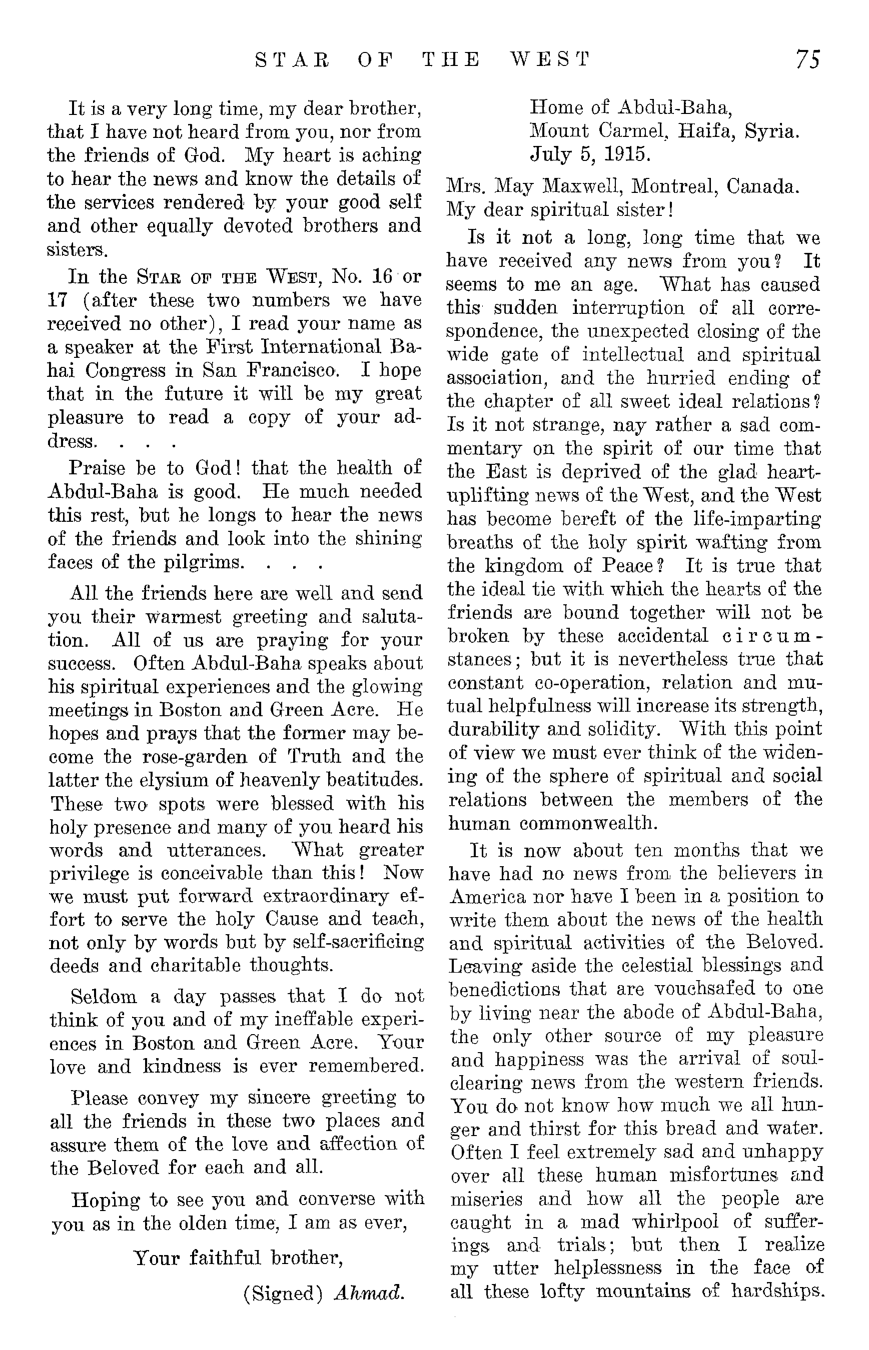 STAR OF THE WEST 75
It is a very long time, my dear brother,
that I have not heard from you, nor from
the friends of God. My heart is aching
to hear the news and know the details of
the services rendered by your good self
and other equally devoted brothers and
sisters.
In the STAR OF THE WEST, No. 16 or
17 (after these two numbers we have
received no other), I read your name as
a speaker at the First International Ba-
hai Congress in San Francisco. I hope
that in the future it will be my great
pleasure to read a copy of your ad-
dress. . . . .
Praise be to God! that the health of
Abdul-Baha is good. He much needed
this rest, but he longs to hear the news
of the friends and look into the shining
faces of the pilgrims. . . . .
All the friends here are well and send
you their warmest greeting and saluta-
tion. All of us are praying for your
success. Often Abdul-Baha speaks about
his spiritual experiences and the glowing
meetings in Boston and Green Acre. He
hopes and prays that the former may be-
come the rose-garden of Truth and the
latter the elysium of heavenly beatitudes.
These two spots were blessed with his
holy presence and many of you heard his
words and utterances. What greater
privilege is conceivable than this! Now
we must put forward extraordinary ef-
fort to serve the holy Cause and teach,
not only by words but by self-sacrificing
deeds and charitable thoughts.
Seldom a day passes that I do not
think of you and of my ineffable experi-
ences in Boston and Green Acre. Your
love and kindness is ever remembered.
Please convey my sincere greeting to
all the friends in these two places and
assure them of the love and affection of
the Beloved for each and all.
Hoping to see you and converse with
you as in the olden time, I am as ever,
Your faithful brother,
(Signed) Ahmad.
Home of Abdul-Baha,
Mount Carmel, Haifa, Syria.
July 5, 1915.
Mrs. May Maxwell, Montreal, Canada.
My dear spiritual sister!
Is it not a long, long time that we
have received any news from you? It
seems to me an age. What has caused
this sudden interruption of all corre-
spondence, the unexpected closing of the
wide gate of intellectual and spiritual
association, and the hurried ending of
the chapter of all sweet ideal relations?
Is it not strange, nay rather a sad com-
mentary on the spirit of our time that
the East is deprived of the glad heart-
uplifting news of the West, and the West
has become bereft of the life-imparting
breaths of the holy spirit wafting from
the kingdom of Peace? It is true that
the ideal tie with which the hearts of the
friends are bound together will not be
broken by these accidental circum-
stances; but it is nevertheless true that
constant co-operation, relation and mu-
tual helpfulness will increase its strength,
durability and solidity. With this point
of view we must ever think of the widen-
ing of the sphere of spiritual and social
relations between the members of the
human commonwealth.
It is now about ten months that we
have had no news from the believers in
America nor have I been in a position to
write them about the news of the health
and spiritual activities of the Beloved.
Leaving aside the celestial blessings and
benedictions that are vouchsafed to one
by living near the abode of Abdul-Baha,
the only other source of my pleasure
and happiness was the arrival of soul-
clearing news from the western friends.
You do not know how much we all hun-
ger and thirst for this bread and water.
Often I feel extremely sad and unhappy
over all these human misfortunes and
miseries and how all the people are
caught in a mad whirlpool of suffer-
ings and trials; but then I realize
my utter helplessness in the face of
all these lofty mountains of hardships.